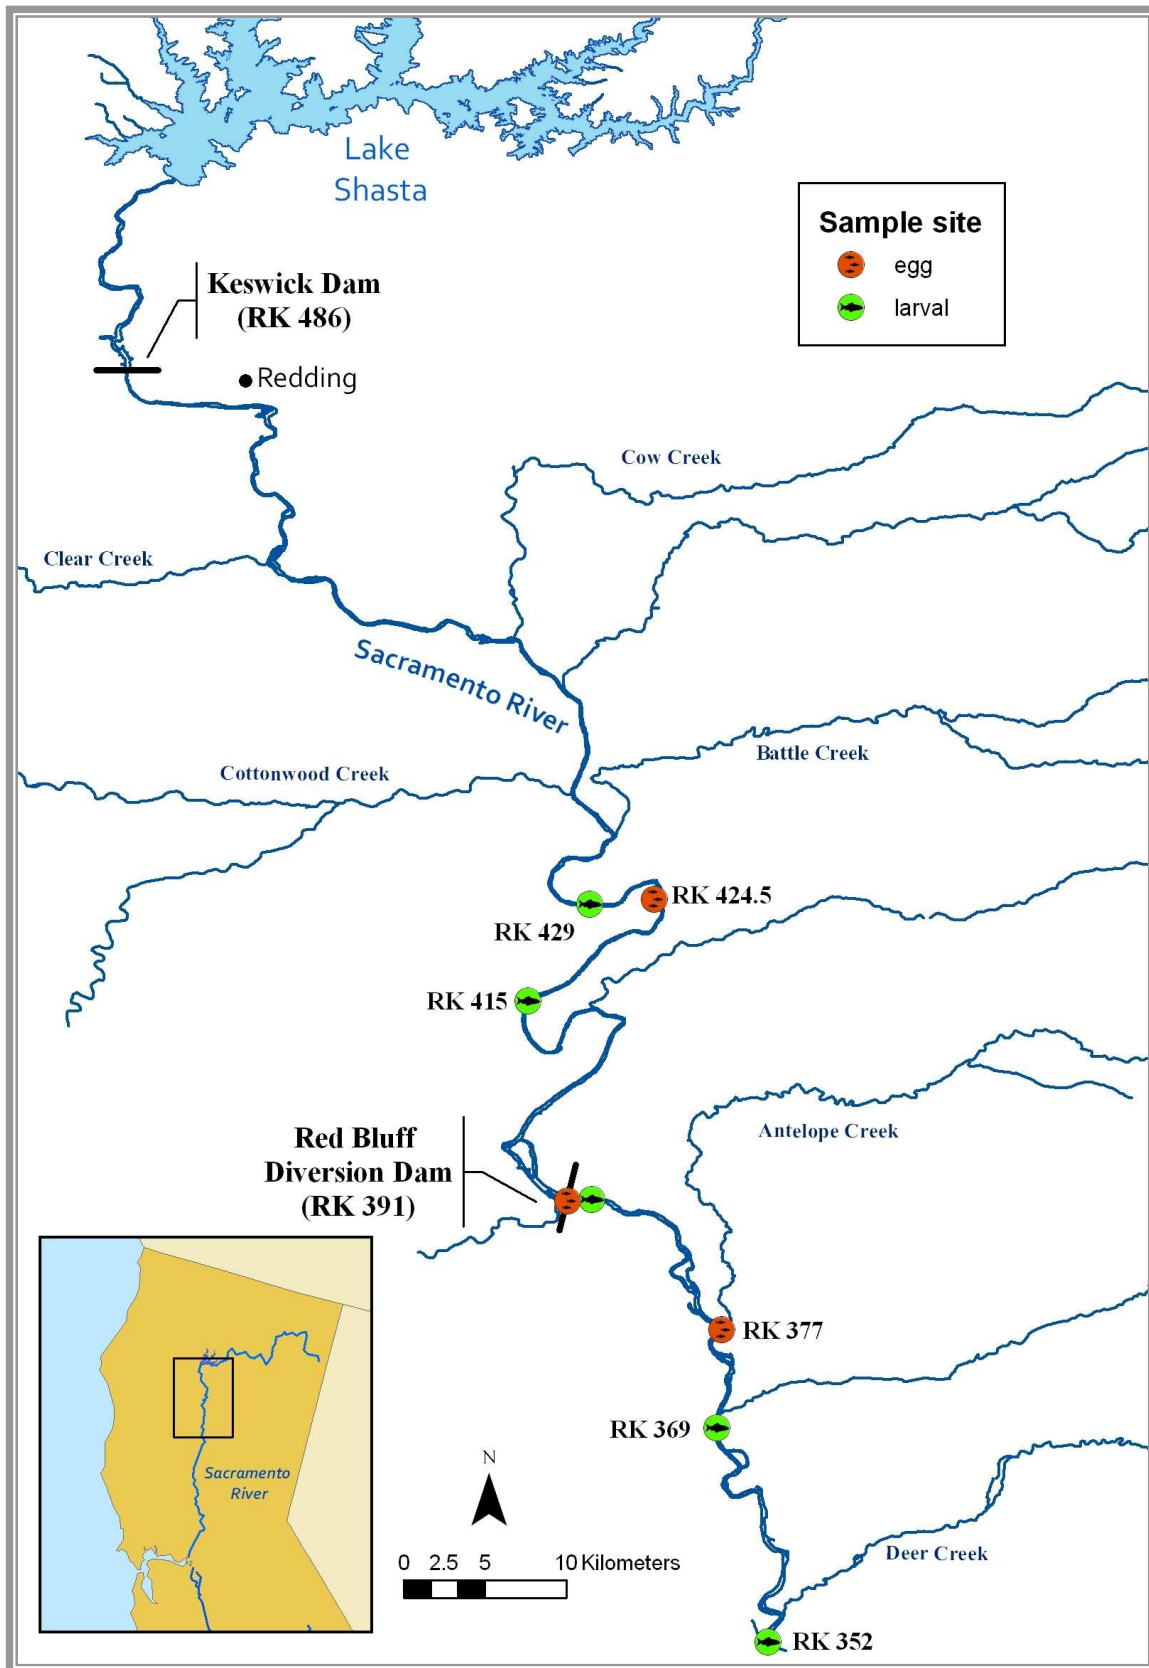 Lake
Shasta
Sample site
egg
larval
Keswick Dam
(RK 486)
Redding
Cow Creek
Clear Creek
Sacramento River
Battle Creek
Cottonwood Creek
RK 424.5
RK 429
RK 415
Antelope Creek
Red Bluff
Diversion Dam
(RK 391)
RK 377
RK 369
Sacramento
River
N
0 2.5 5 10 Kilometers
Deer Creek
RK 352